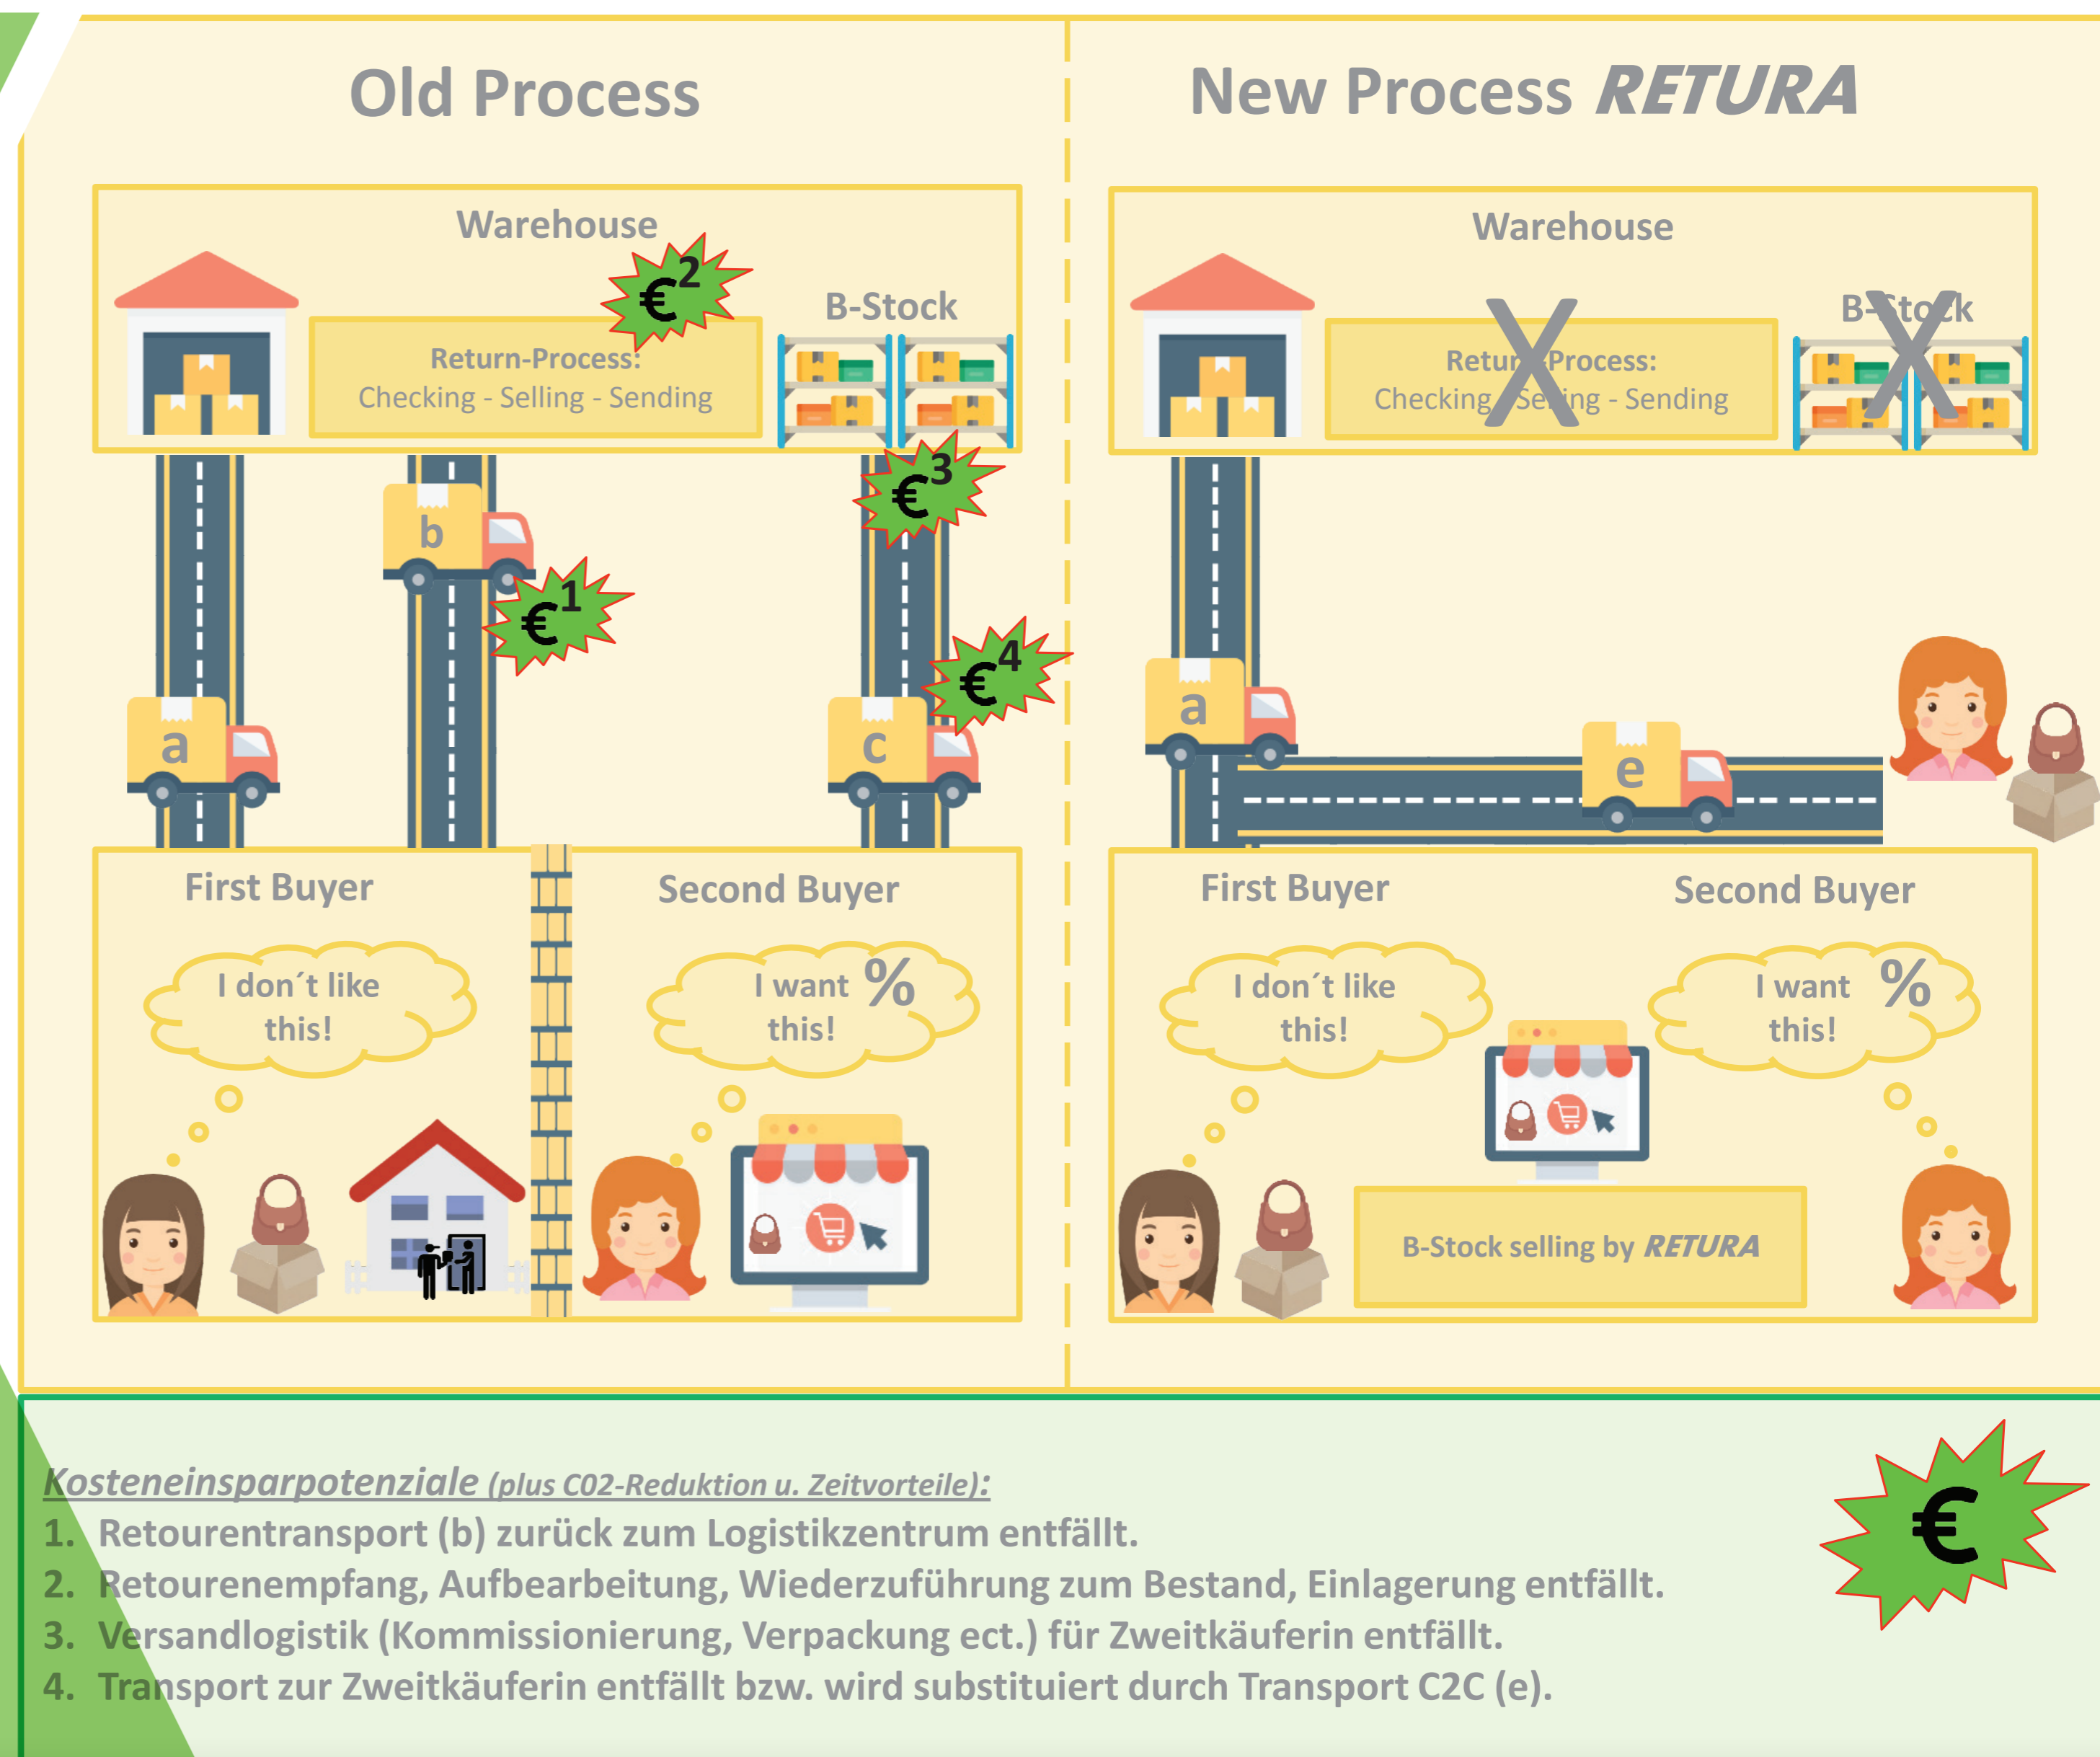 Old Process
Warehouse
€2
B-Stock
Return-Process:
Checking - Selling - Sending
€3
b
€1
€4
a
c
First Buyer
Second Buyer
I don´t like
this!
I want %
this!
New Process RETURA
Warehouse
B-Stock
X
X
Return-Process:
Checking - Selling - Sending
a
e
First Buyer
Second Buyer
I don´t like
this!
I want %
this!
B-Stock selling by RETURA
Kosteneinsparpotenziale (plus C02-Reduktion u. Zeitvorteile):
€
1. Retourentransport (b) zurück zum Logistikzentrum entfällt.
2. Retourenempfang, Aufbearbeitung, Wiederzuführung zum Bestand, Einlagerung entfällt.
3. Versandlogistik (Kommissionierung, Verpackung ect.) für Zweitkäuferin entfällt.
4. Transport zur Zweitkäuferin entfällt bzw. wird substituiert durch Transport C2C (e).